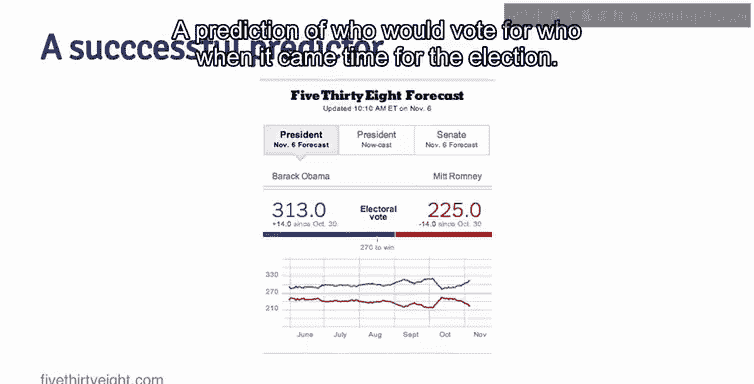 A succcessful predictor
A prediction of who would vote for who
when it came time for the election.
FiveThirtyEight Forecast
Updated 10:10 AM ET on Nov. 6
President
Nov. 6 Forecast
President
Now-cast
Senate
Nov. 6 Forecast
Barack Obama
Mitt Romney
313.0
+14.0 since Oct. 30
Electoral
vote
225.0
-14.0 since Oct. 30
270 to win
330
270
210
June July Aug Sept Oct Nov
fivethirtyeight.com